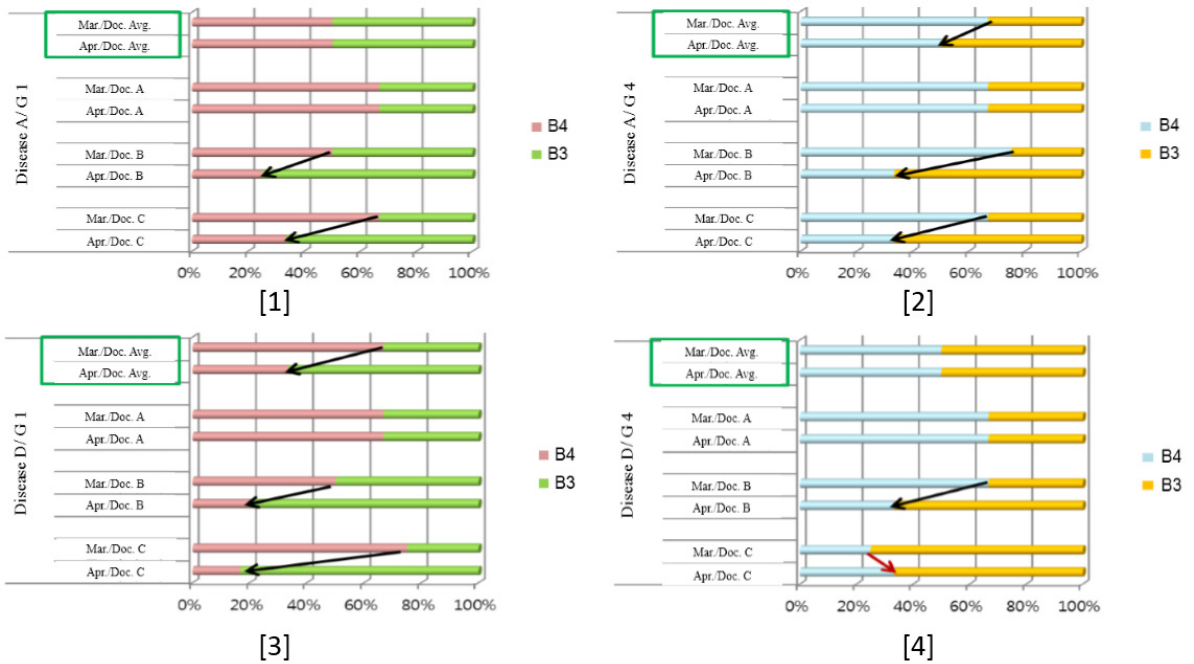 Disease A/ G 1
Mar./Doc. Avg.
Apr./Doc. Avg.
Mar./Doc. A
Apr./Doc. A
Mar./Doc. B
Apr./Doc. B
Mar./Doc. C
Apr./Doc. C
0% 20% 40% 60% 80% 100%
B4
B3
[1]
Disease A/ G 4
Mar./Doc. Avg.
Apr./Doc. Avg.
Mar./Doc. A
Apr./Doc. A
Mar./Doc. B
Apr./Doc. B
Mar./Doc. C
Apr./Doc. C
0% 20% 40% 60% 80% 100%
B4
B3
[2]
Disease D/ G 1
Mar./Doc. Avg.
Apr./Doc. Avg.
Mar./Doc. A
Apr./Doc. A
Mar./Doc. B
Apr./Doc. B
Mar./Doc. C
Apr./Doc. C
0% 20% 40% 60% 80% 100%
B4
B3
[3]
Disease D/ G 4
Mar./Doc. Avg.
Apr./Doc. Avg.
Mar./Doc. A
Apr./Doc. A
Mar./Doc. B
Apr./Doc. B
Mar./Doc. C
Apr./Doc. C
0% 20% 40% 60% 80% 100%
B4
B3
[4]